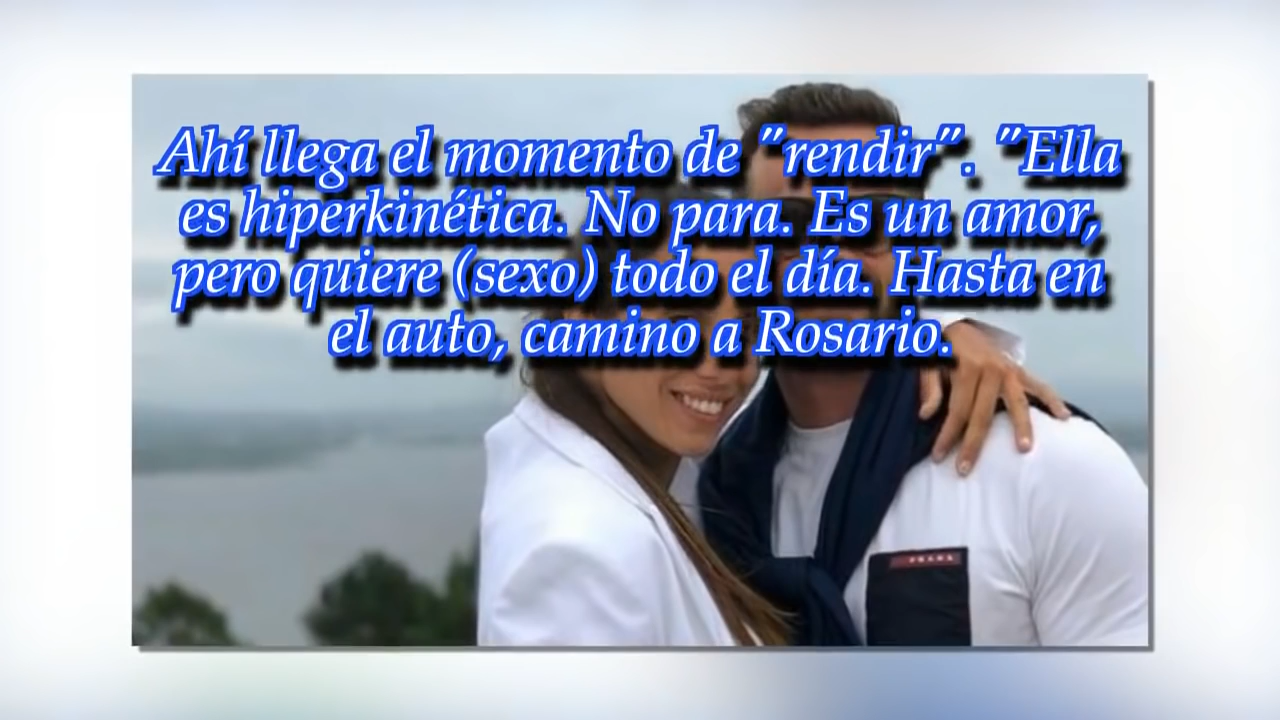 Ahí llega el momento de "rendir". "Ella
es hiperkinética. No para. Es un amor,
pero quiere (sexo) todo el día. Hasta en
el auto, camino a Rosario.
PRADA